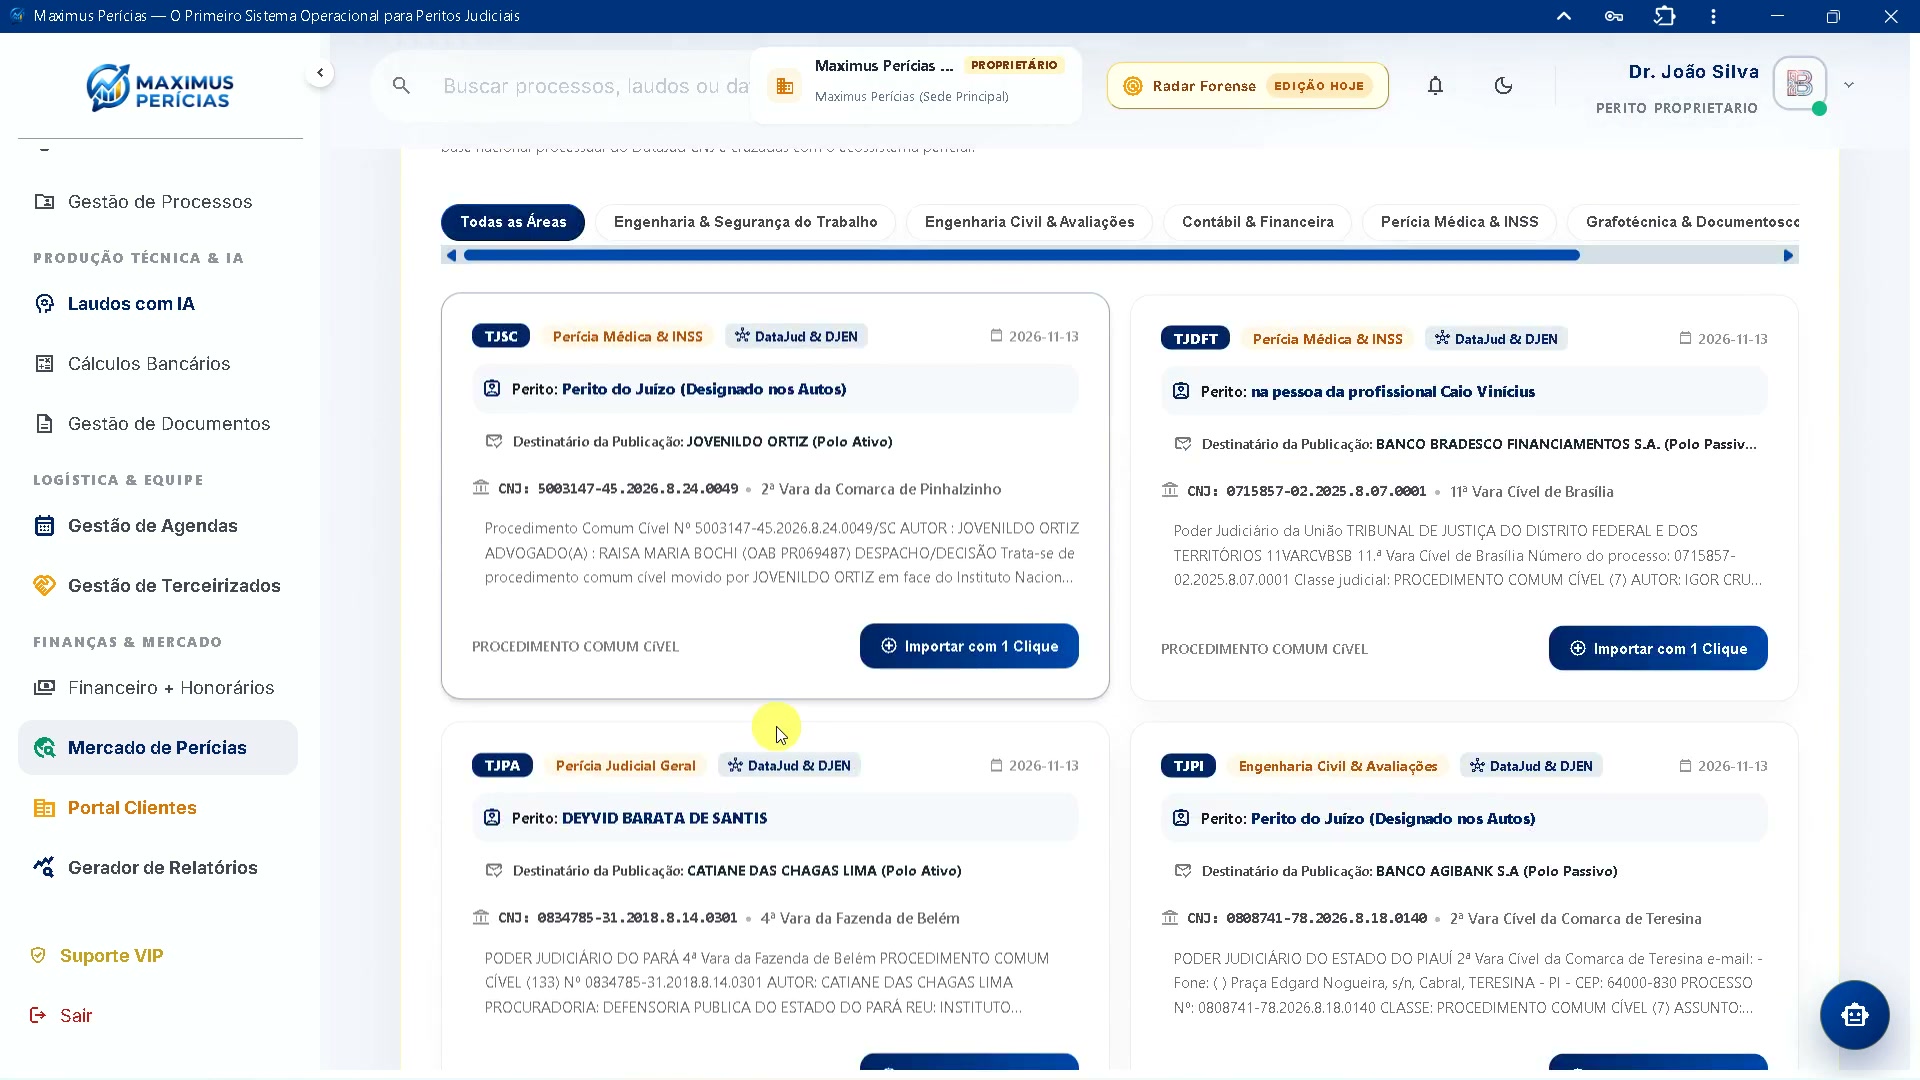 Maximus Perícias — O Primeiro Sistema Operacional para Peritos Judiciais
MAXIMUS
PERÍCIAS
Gestão de Processos
PRODUÇÃO TÉCNICA & IA
Laudos com IA
Cálculos Bancários
Gestão de Documentos
LOGÍSTICA & EQUIPE
Gestão de Agendas
Gestão de Terceirizados
FINANÇAS & MERCADO
Financeiro + Honorários
Mercado de Perícias
Portal Clientes
Gerador de Relatórios
Suporte VIP
Sair
Buscar processos, laudos ou da
Maximus Perícias ... PROPRIETÁRIO
Maximus Perícias (Sede Principal)
Radar Forense EDIÇÃO HOJE
Dr. João Silva
PERITO PROPRIETARIO
Todas as Áreas Engenharia & Segurança do Trabalho Engenharia Civil & Avaliações Contábil & Financeira Perícia Médica & INSS Grafotécnica & Documentosco
TJSC Perícia Médica & INSS DataJud & DJEN 2026-11-13
Perito: Perito do Juízo (Designado nos Autos)
Destinatário da Publicação: JOVENILDO ORTIZ (Polo Ativo)
CNJ: 5003147-45.2026.8.24.0049 • 2ª Vara da Comarca de Pinhalzinho
Procedimento Comum Cível Nº 5003147-45.2026.8.24.0049/SC AUTOR : JOVENILDO ORTIZ
ADVOGADO(A) : RAISA MARIA BOCHI (OAB PR069487) DESPACHO/DECISÃO Trata-se de
procedimento comum cível movido por JOVENILDO ORTIZ em face do Instituto Nacion...
PROCEDIMENTO COMUM CíVEL Importar com 1 Clique
TJDFT Perícia Médica & INSS DataJud & DJEN 2026-11-13
Perito: na pessoa da profissional Caio Vinícius
Destinatário da Publicação: BANCO BRADESCO FINANCIAMENTOS S.A. (Polo Passiv...
CNJ: 0715857-02.2025.8.07.0001 • 11ª Vara Cível de Brasília
Poder Judiciário da União TRIBUNAL DE JUSTIÇA DO DISTRITO FEDERAL E DOS
TERRITÓRIOS 11VARCVBSB 11.ª Vara Cível de Brasília Número do processo: 0715857-
02.2025.8.07.0001 Classe judicial: PROCEDIMENTO COMUM CÍVEL (7) AUTOR: IGOR CRU...
PROCEDIMENTO COMUM CíVEL Importar com 1 Clique
TJPA Perícia Judicial Geral DataJud & DJEN 2026-11-13
Perito: DEYVID BARATA DE SANTIS
Destinatário da Publicação: CATIANE DAS CHAGAS LIMA (Polo Ativo)
CNJ: 0834785-31.2018.8.14.0301 • 4ª Vara da Fazenda de Belém
PODER JUDICIÁRIO DO PARÁ 4ª Vara da Fazenda de Belém PROCEDIMENTO COMUM
CÍVEL (133) Nº 0834785-31.2018.8.14.0301 AUTOR: CATIANE DAS CHAGAS LIMA
PROCURADORIA: DEFENSORIA PUBLICA DO ESTADO DO PARÁ REU: INSTITUTO...
TJPI Engenharia Civil & Avaliações DataJud & DJEN 2026-11-13
Perito: Perito do Juízo (Designado nos Autos)
Destinatário da Publicação: BANCO AGIBANK S.A (Polo Passivo)
CNJ: 0808741-78.2026.8.18.0140 • 2ª Vara Cível da Comarca de Teresina
PODER JUDICIÁRIO DO ESTADO DO PIAUÍ 2ª Vara Cível da Comarca de Teresina e-mail: -
Fone: ( ) Praça Edgard Nogueira, s/n, Cabral, TERESINA - PI - CEP: 64000-830 PROCESSO
Nº: 0808741-78.2026.8.18.0140 CLASSE: PROCEDIMENTO COMUM CÍVEL (7) ASSUNTO:...